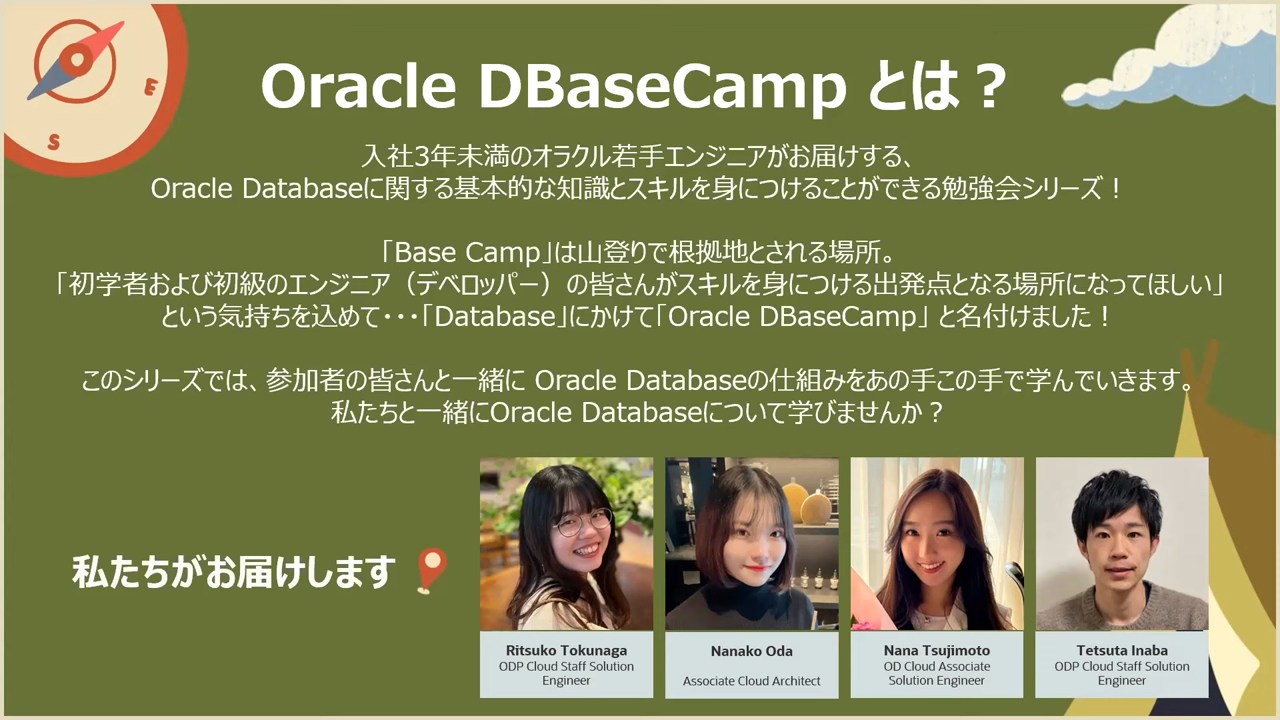 E
S
Oracle DBaseCamp とは？
入社3年未満のオラクル若手エンジニアがお届けする、
Oracle Databaseに関する基本的な知識とスキルを身につけることができる勉強会シリーズ！
「Base Camp」は山登りで根拠地とされる場所。
「初学者および初級のエンジニア（デベロッパー）の皆さんがスキルを身につける出発点となる場所になってほしい」
という気持ちを込めて・・・「Database」にかけて「Oracle DBaseCamp」 と名付けました！
このシリーズでは、参加者の皆さんと一緒に Oracle Databaseの仕組みをあの手この手で学んでいきます。
私たちと一緒にOracle Databaseについて学びませんか？
私たちがお届けします
Ritsuko Tokunaga
ODP Cloud Staff Solution
Engineer
Nanako Oda
Associate Cloud Architect
Nana Tsujimoto
OD Cloud Associate
Solution Engineer
Tetsuta Inaba
ODP Cloud Staff Solution
Engineer